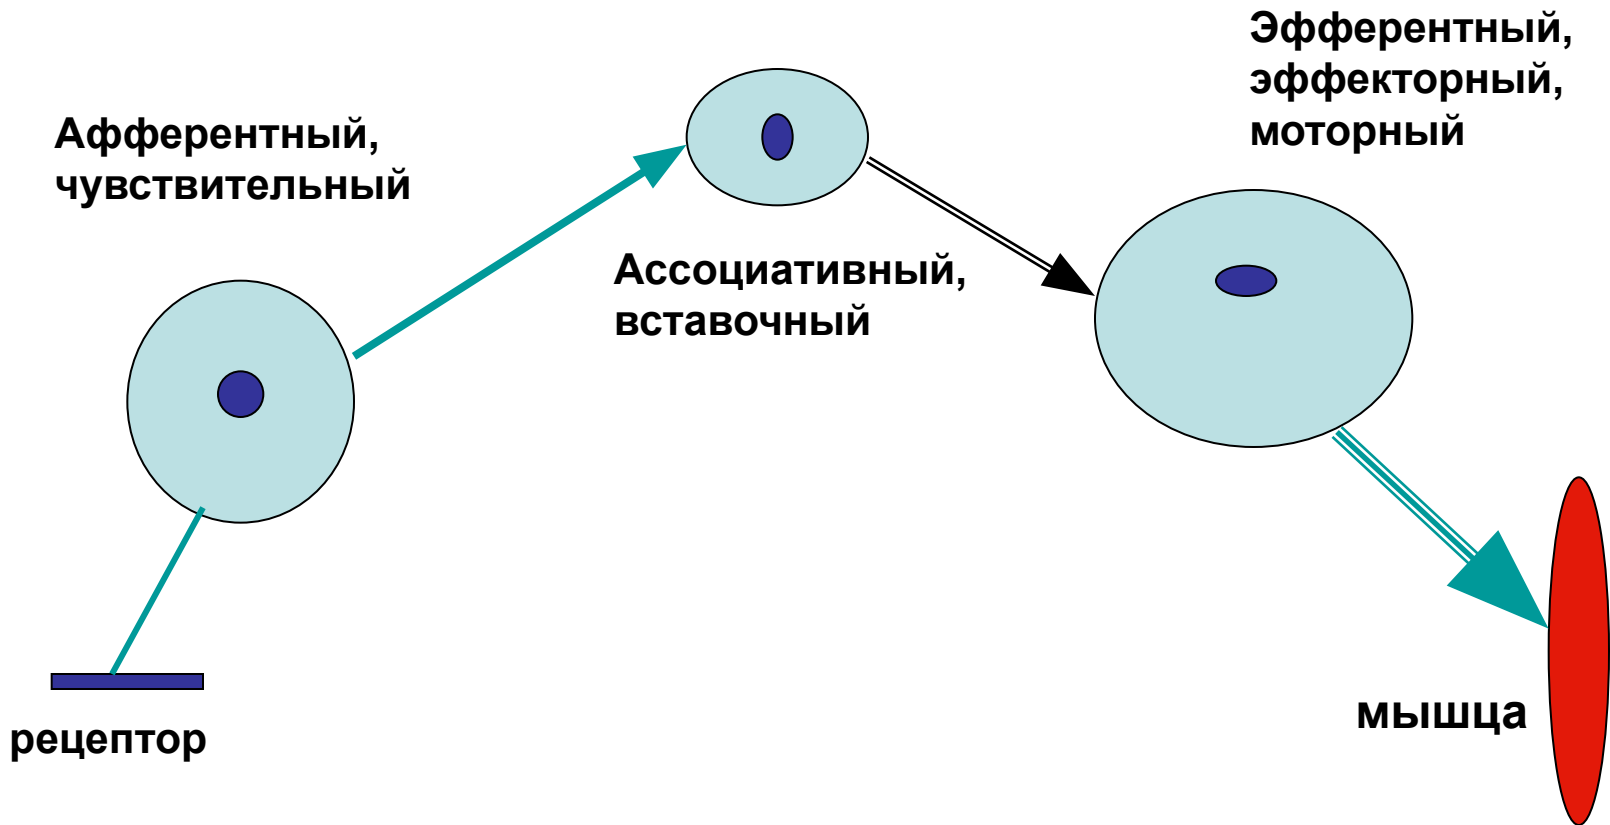 Афферентный,
чувствительный
Ассоциативный,
вставочный
Эфферентный,
эффекторный,
моторный
рецептор
мышца